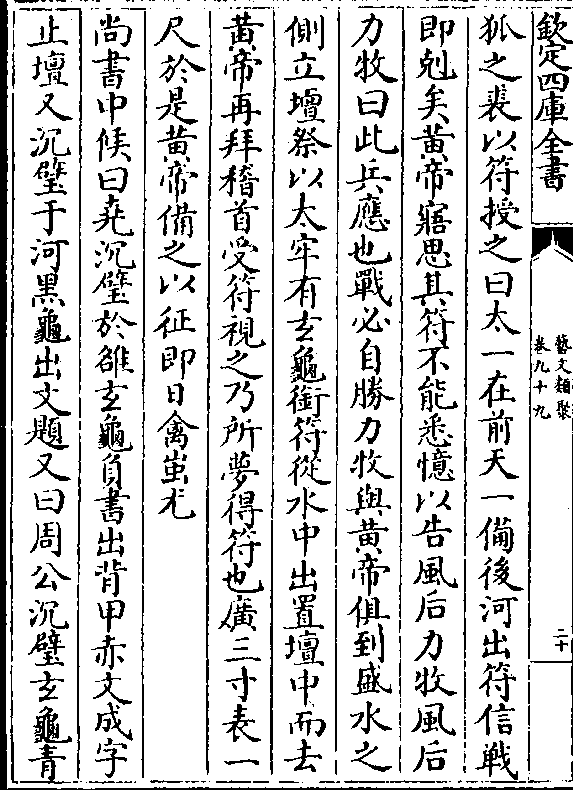 欽定四庫全書
藝文類聚
卷九十九
二十
狐之裘以符授之曰太一在前天一備後河出符信戰
即剋矣黄帝寤思其符不能悉憶以告風后力牧風后
力牧曰此兵應也戰必自勝力牧與黄帝俱到盛水之
側立壇祭以太牢有玄龜銜符從水中出置壇中而去
黄帝再拜稽首受符視之乃所夢得符也廣三寸表一
尺於是黄帝備之以征即日禽蚩尤
尚書中候曰堯沉璧於雒玄龜負書出背甲赤文成字
止壇又沉璧于河黑龜出文題又曰周公沉璧玄龜青